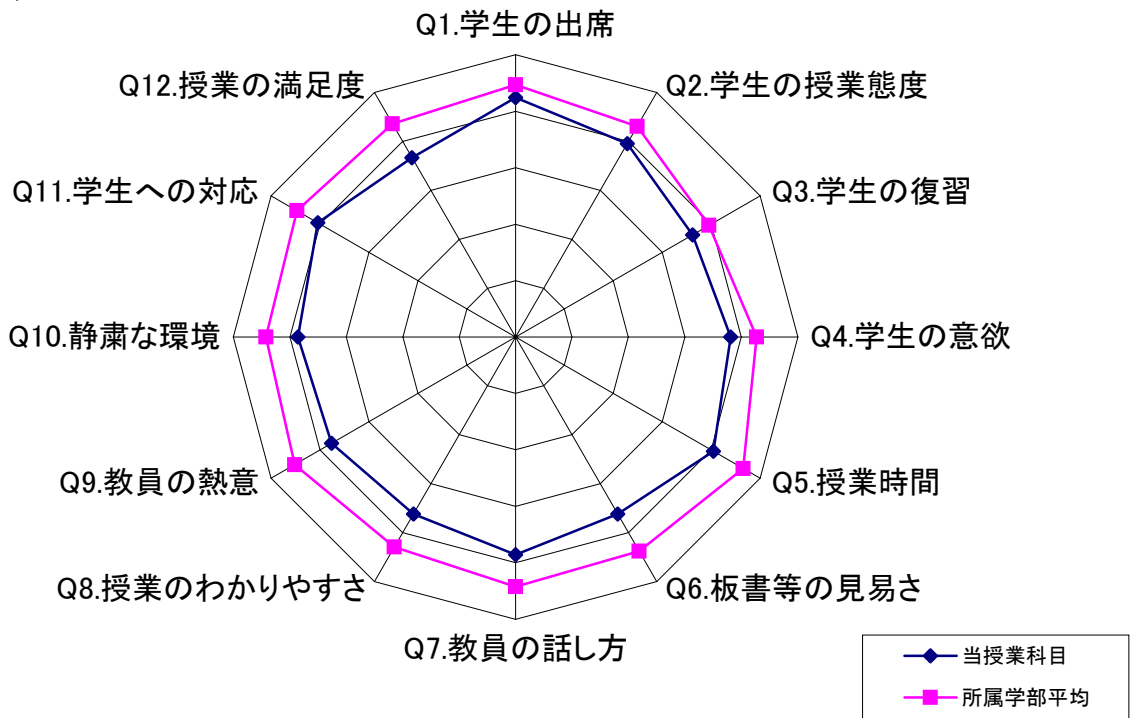 Q1.学生の出席
Q12.授業の満足度
Q2.学生の授業態度
Q11.学生への対応
Q3.学生の復習
Q10.静粛な環境
Q4.学生の意欲
Q9.教員の熱意
Q5.授業時間
Q8.授業のわかりやすさ
Q6.板書等の見易さ
Q7.教員の話し方
当授業科目
所属学部平均